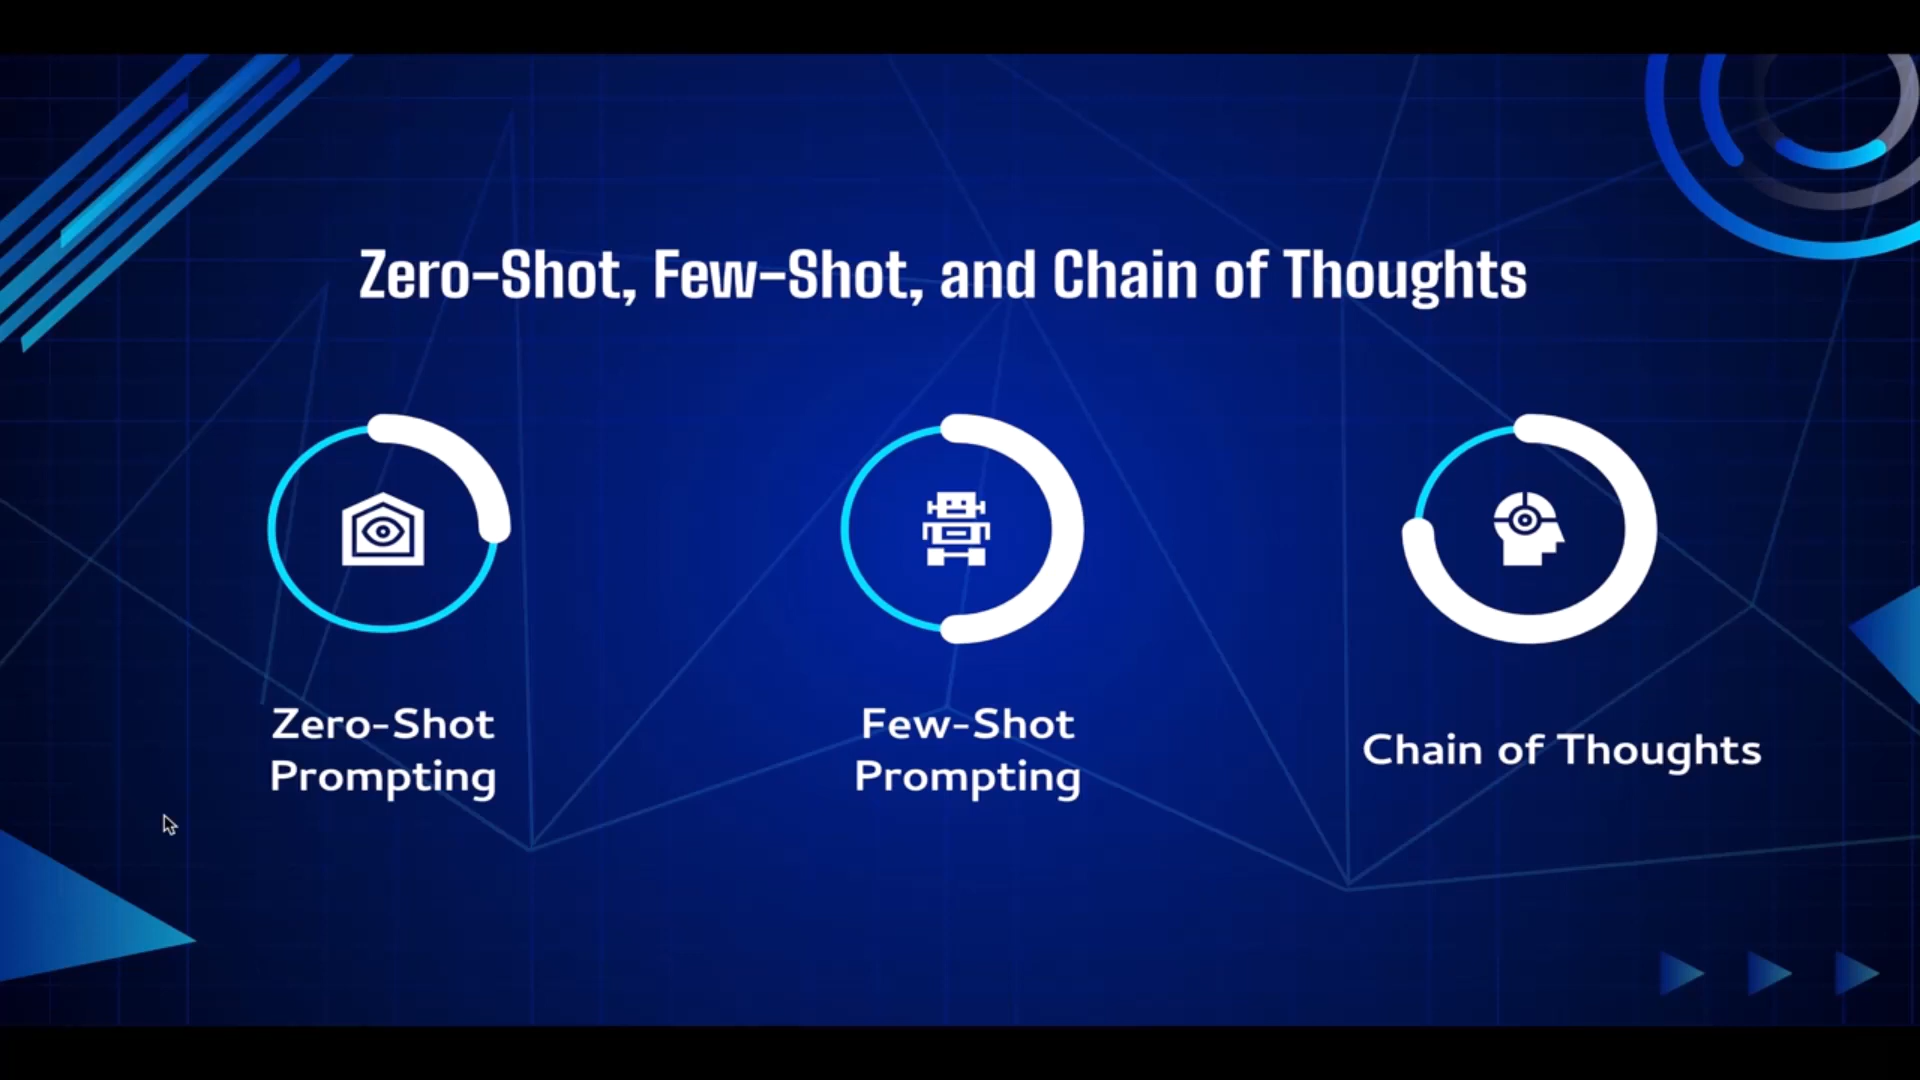 Zero-Shot, Few-Shot, and Chain of Thoughts
Zero-Shot
Prompting
Few-Shot
Prompting
Chain of Thoughts